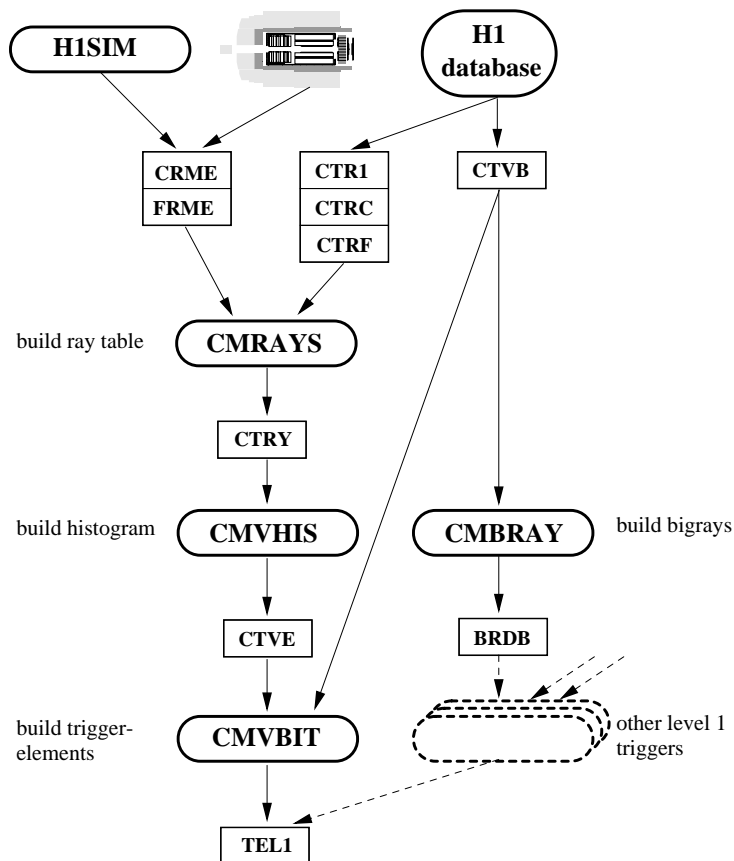 H1SIM
H1
database
CRME
FRME
CTR1
CTRC
CTRF
CTVB
build ray table
CMRAYS
CTRY
build histogram
CMVHIS
CMBRAY
build bigrays
CTVE
BRDB
build trigger-
elements
CMVBIT
other level 1
triggers
TEL1